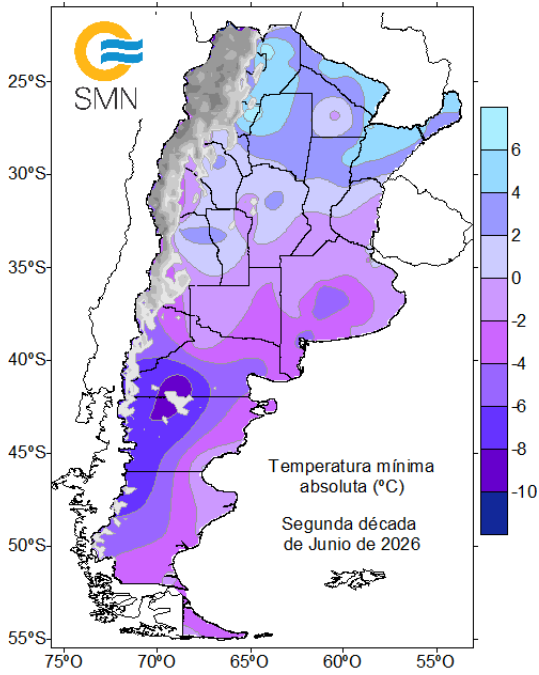 SMN
25ºS
30ºS
35ºS
40ºS
45ºS
50ºS
55ºS
75ºO
70ºO
65ºO
60ºO
55ºO
6
4
2
0
-2
-4
-6
-8
-10
Temperatura mínima
absoluta (ºC)
Segunda década
de Junio de 2026